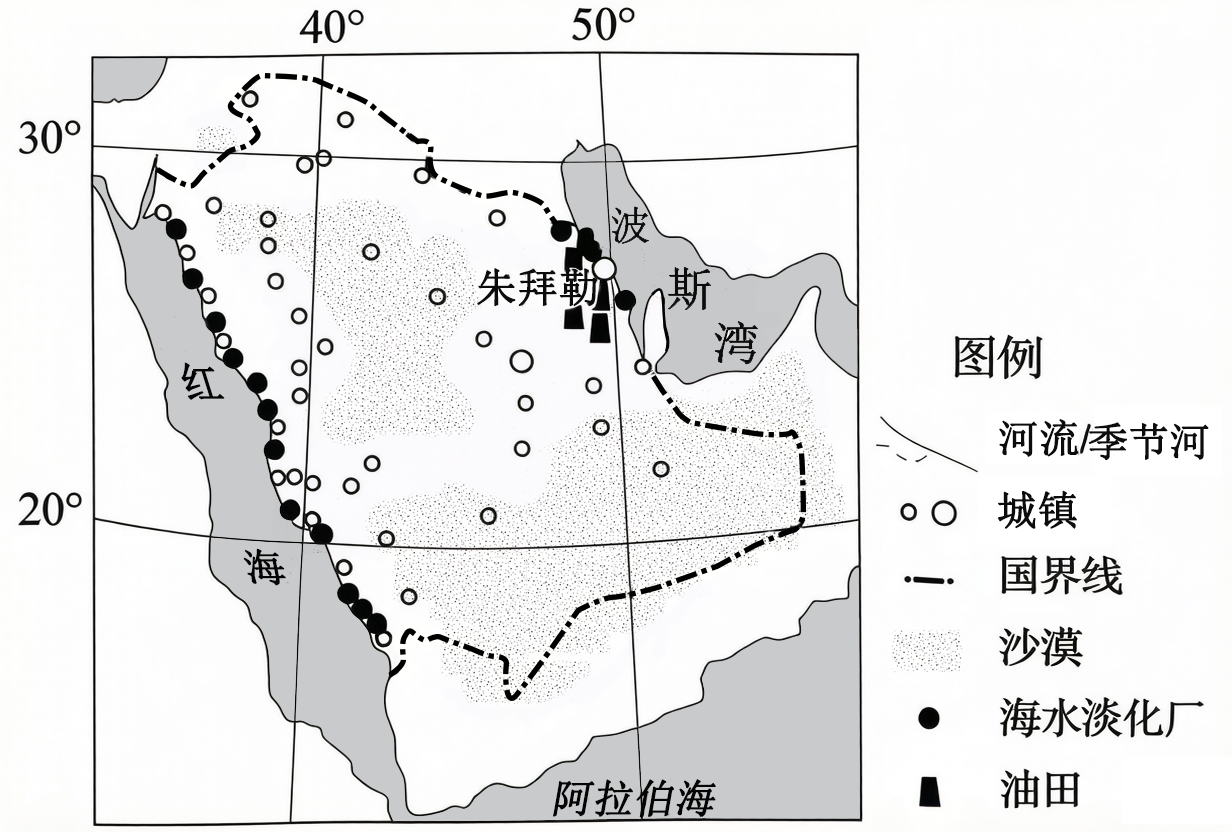 40°
50°
30°
20°
波
斯
湾
朱拜勒
红
海
阿拉伯海
图例
河流/季节河
城镇
国界线
沙漠
海水淡化厂
油田